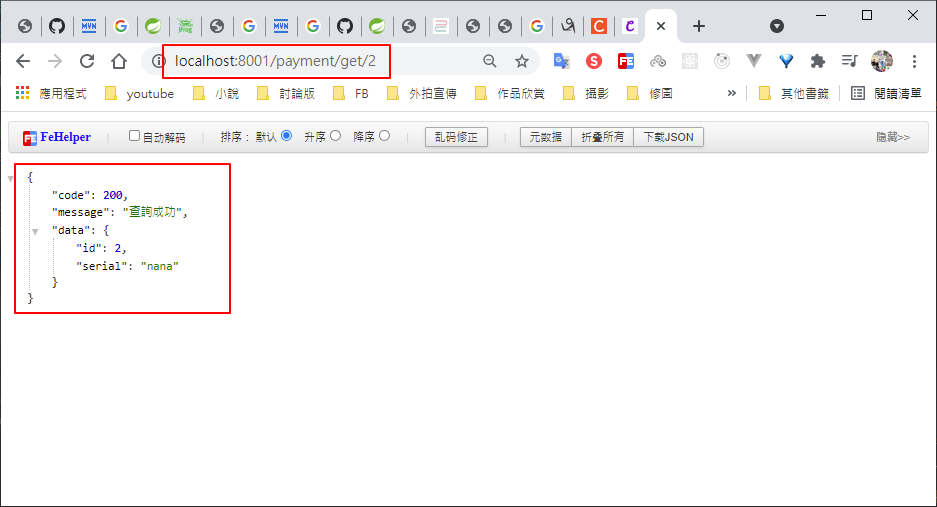 localhost:8001/payment/get/2
應用程式 youtube 小說 討論版 FB 外拍宣傳 作品欣賞 攝影 修圖 » 其他書籤 閱讀清單
FeHelper 自动解码 排序： 默认 升序 降序 乱码修正 元数据 折叠所有 下载JSON 隐藏>>
{
"code": 200,
"message": "查詢成功",
"data": {
"id": 2,
"serial": "nana"
}
}